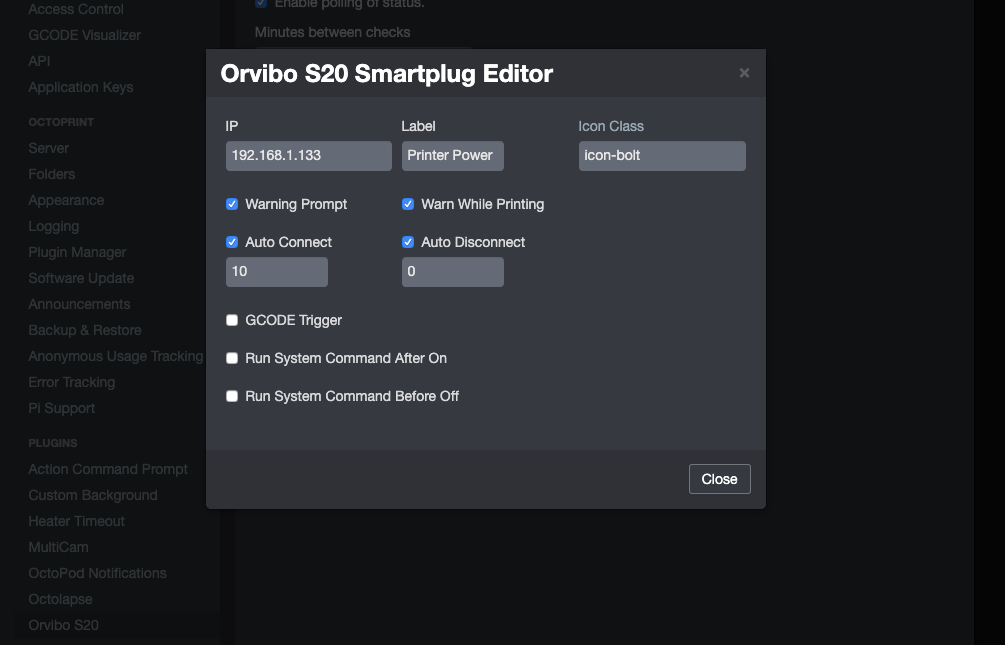 Access Control
GCODE Visualizer
API
Application Keys
OCTOPRINT
Server
Folders
Appearance
Logging
Plugin Manager
Software Update
Announcements
Backup & Restore
Anonymous Usage Tracking
Error Tracking
Pi Support
PLUGINS
Action Command Prompt
Custom Background
Heater Timeout
MultiCam
OctoPod Notifications
Octolapse
Orvibo S20
Enable polling of status.
Minutes between checks
Orvibo S20 Smartplug Editor ×
IP Label Icon Class
192.168.1.133 Printer Power icon-bolt
Warning Prompt Warn While Printing
Auto Connect Auto Disconnect
10 0
GCODE Trigger
Run System Command After On
Run System Command Before Off
Close